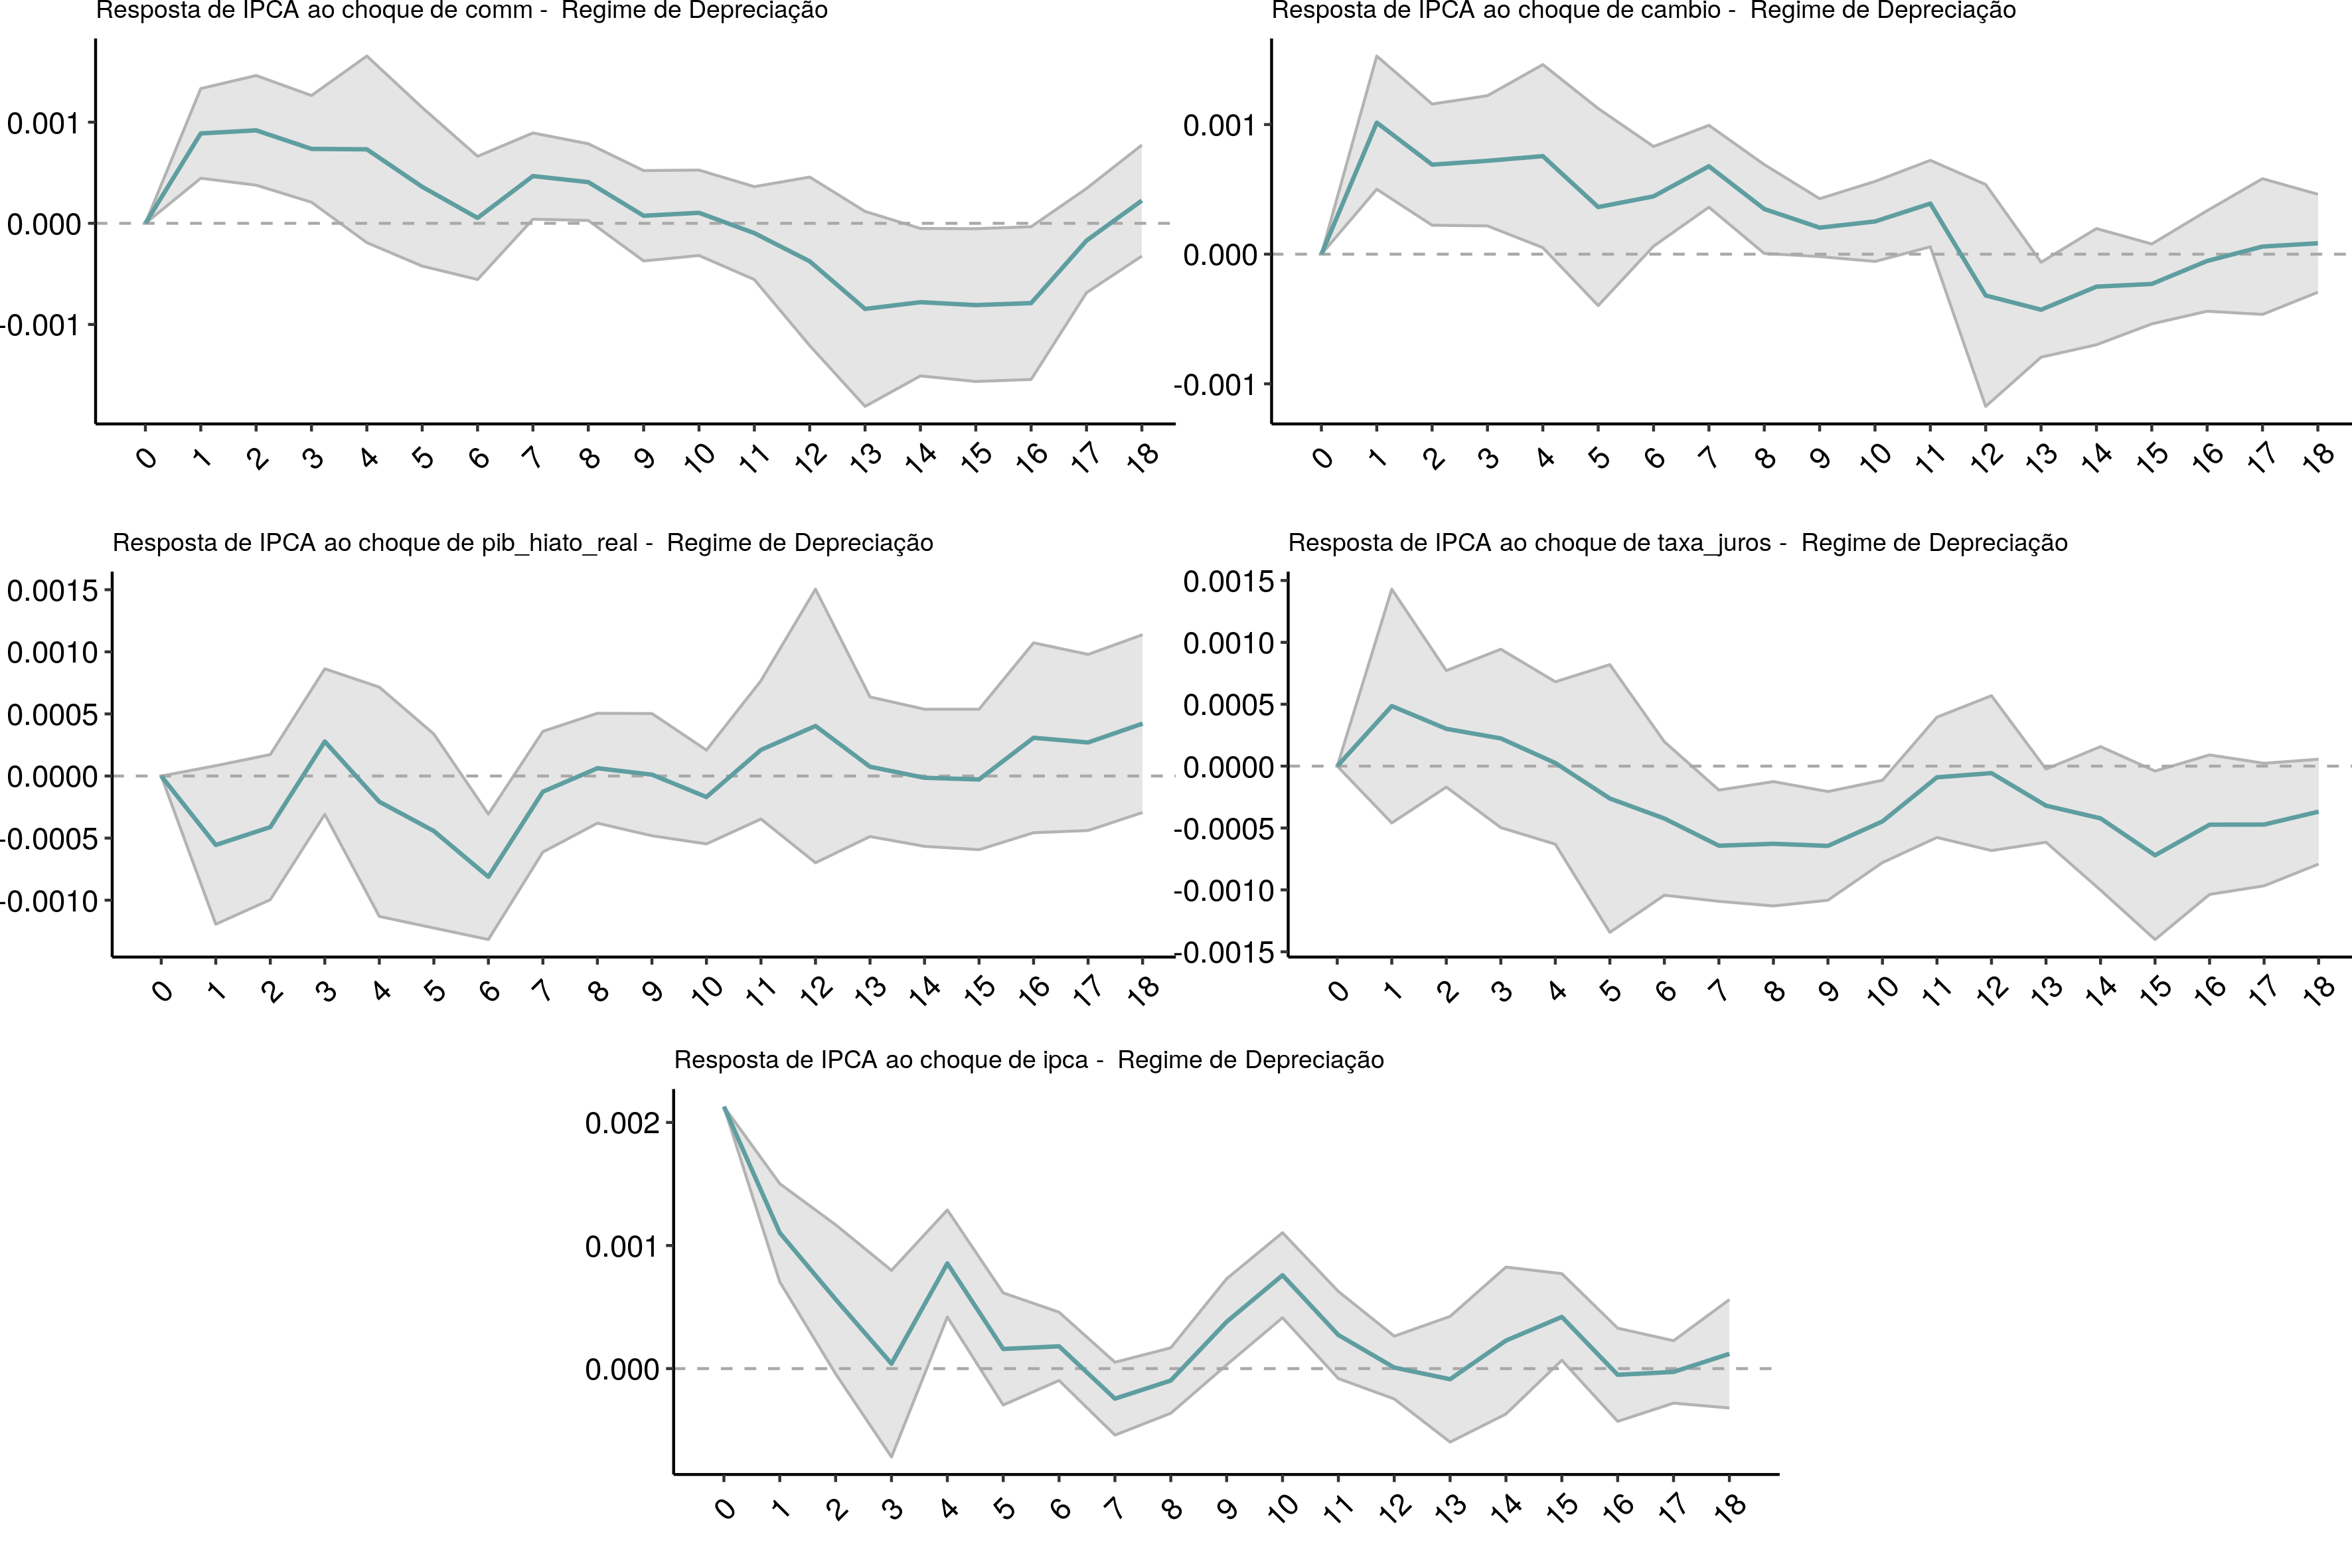 Resposta de IPCA ao choque de comm -  Regime de Depreciação
0.001
0.000
-0.001
0 1 2 3 4 5 6 7 8 9 10 11 12 13 14 15 16 17 18
Resposta de IPCA ao choque de cambio -  Regime de Depreciação
0.001
0.000
-0.001
0 1 2 3 4 5 6 7 8 9 10 11 12 13 14 15 16 17 18
Resposta de IPCA ao choque de pib_hiato_real -  Regime de Depreciação
0.0015
0.0010
0.0005
0.0000
-0.0005
-0.0010
0 1 2 3 4 5 6 7 8 9 10 11 12 13 14 15 16 17 18
Resposta de IPCA ao choque de taxa_juros -  Regime de Depreciação
0.0015
0.0010
0.0005
0.0000
-0.0005
-0.0010
-0.0015
0 1 2 3 4 5 6 7 8 9 10 11 12 13 14 15 16 17 18
Resposta de IPCA ao choque de ipca -  Regime de Depreciação
0.002
0.001
0.000
0 1 2 3 4 5 6 7 8 9 10 11 12 13 14 15 16 17 18